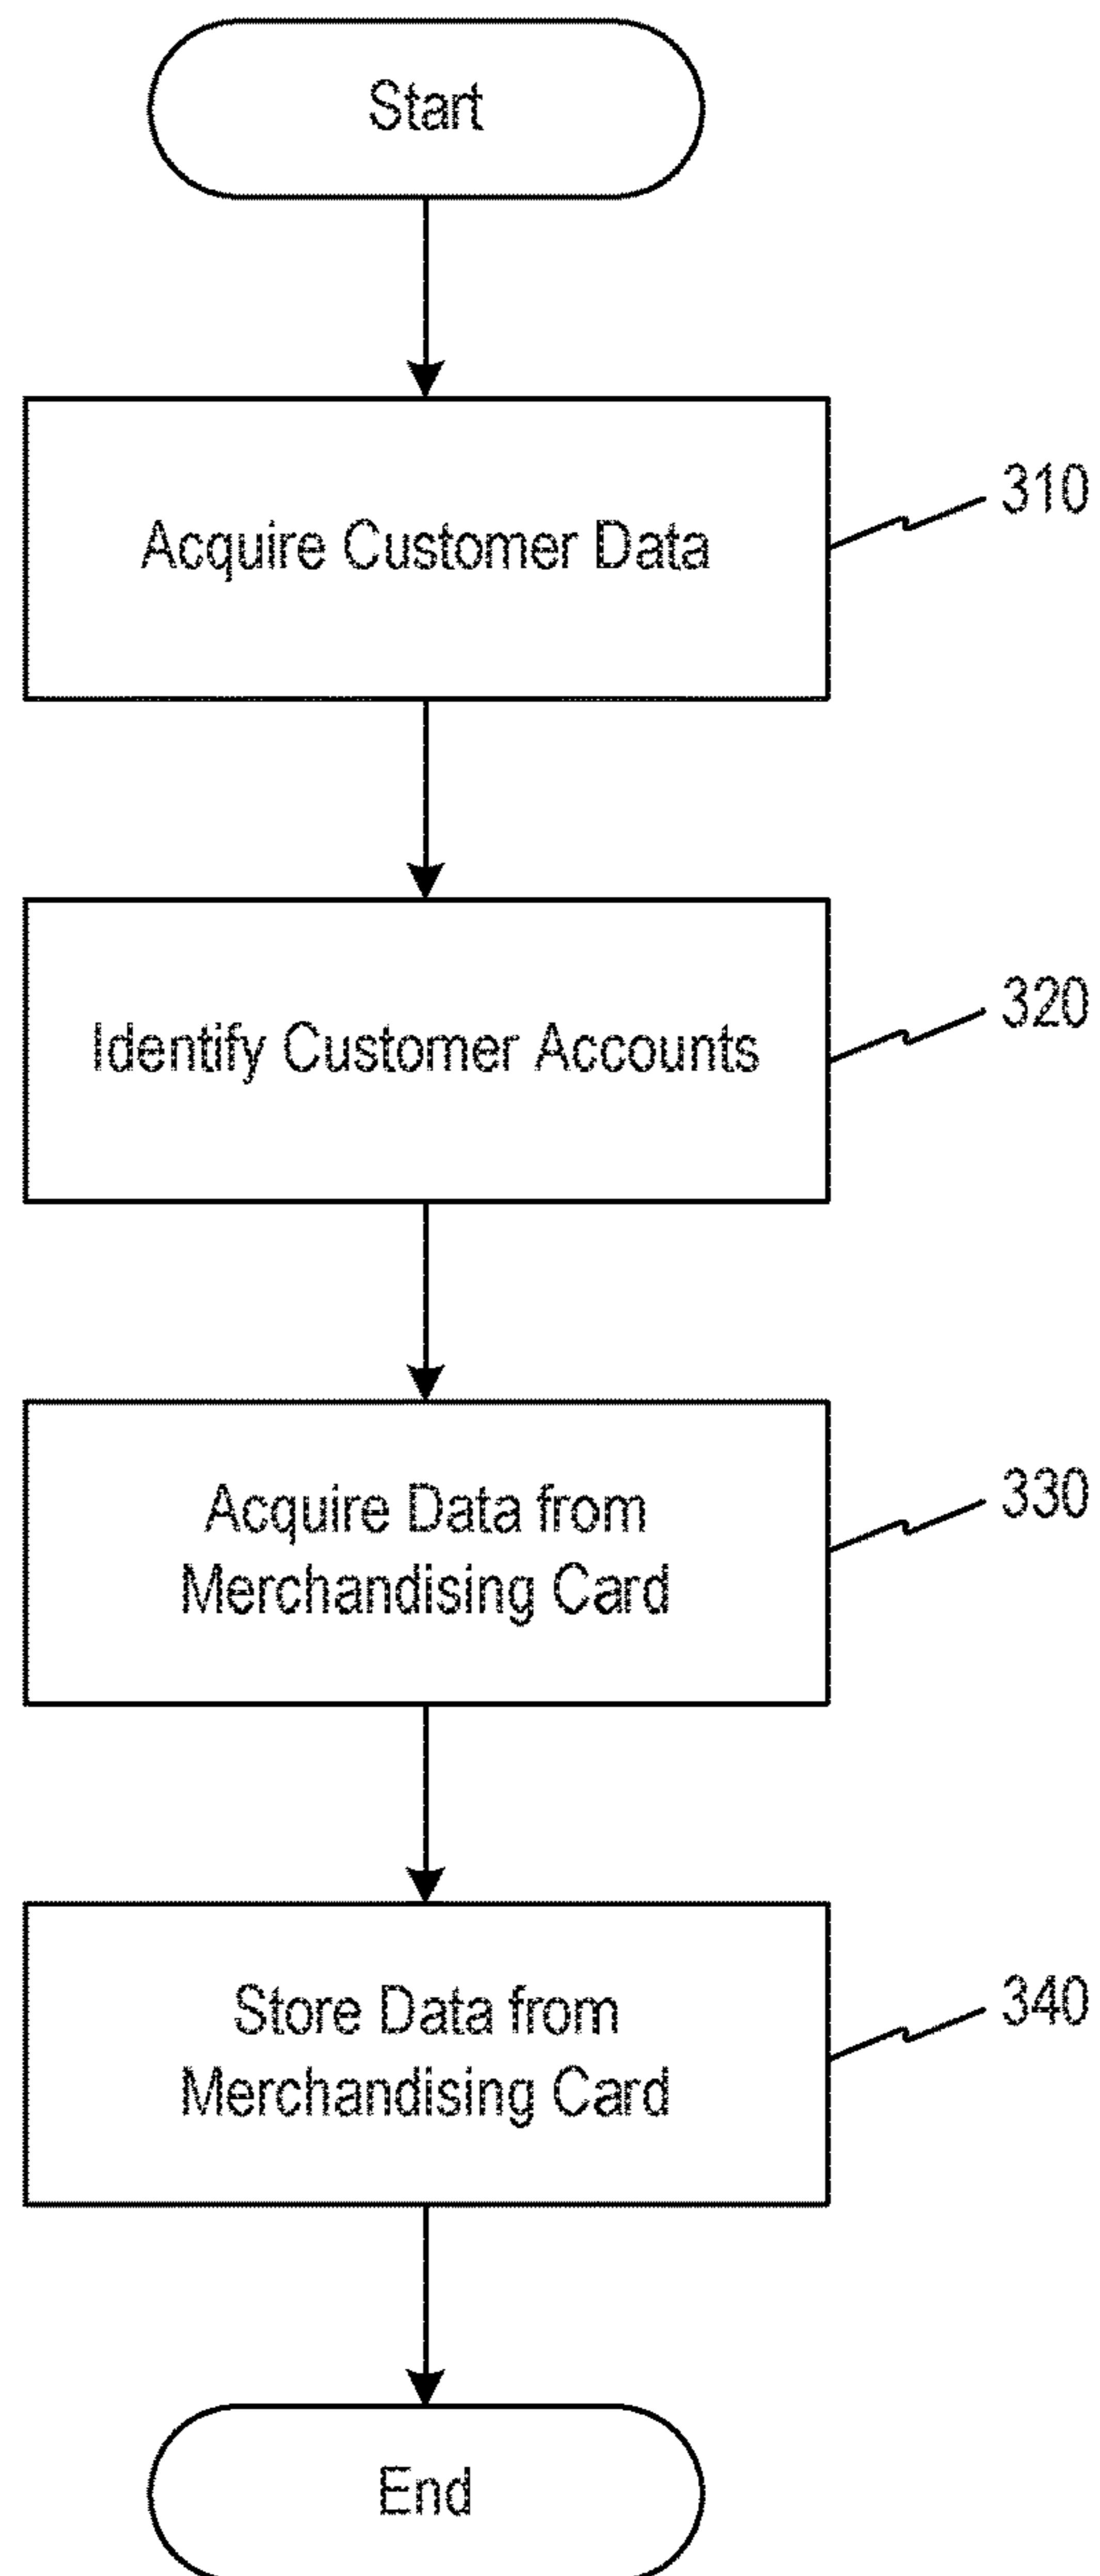 Start
Acquire Customer Data
310
Identify Customer Accounts
320
Acquire Data from
Merchandising Card
330
Store Data from
Merchandising Card
340
End